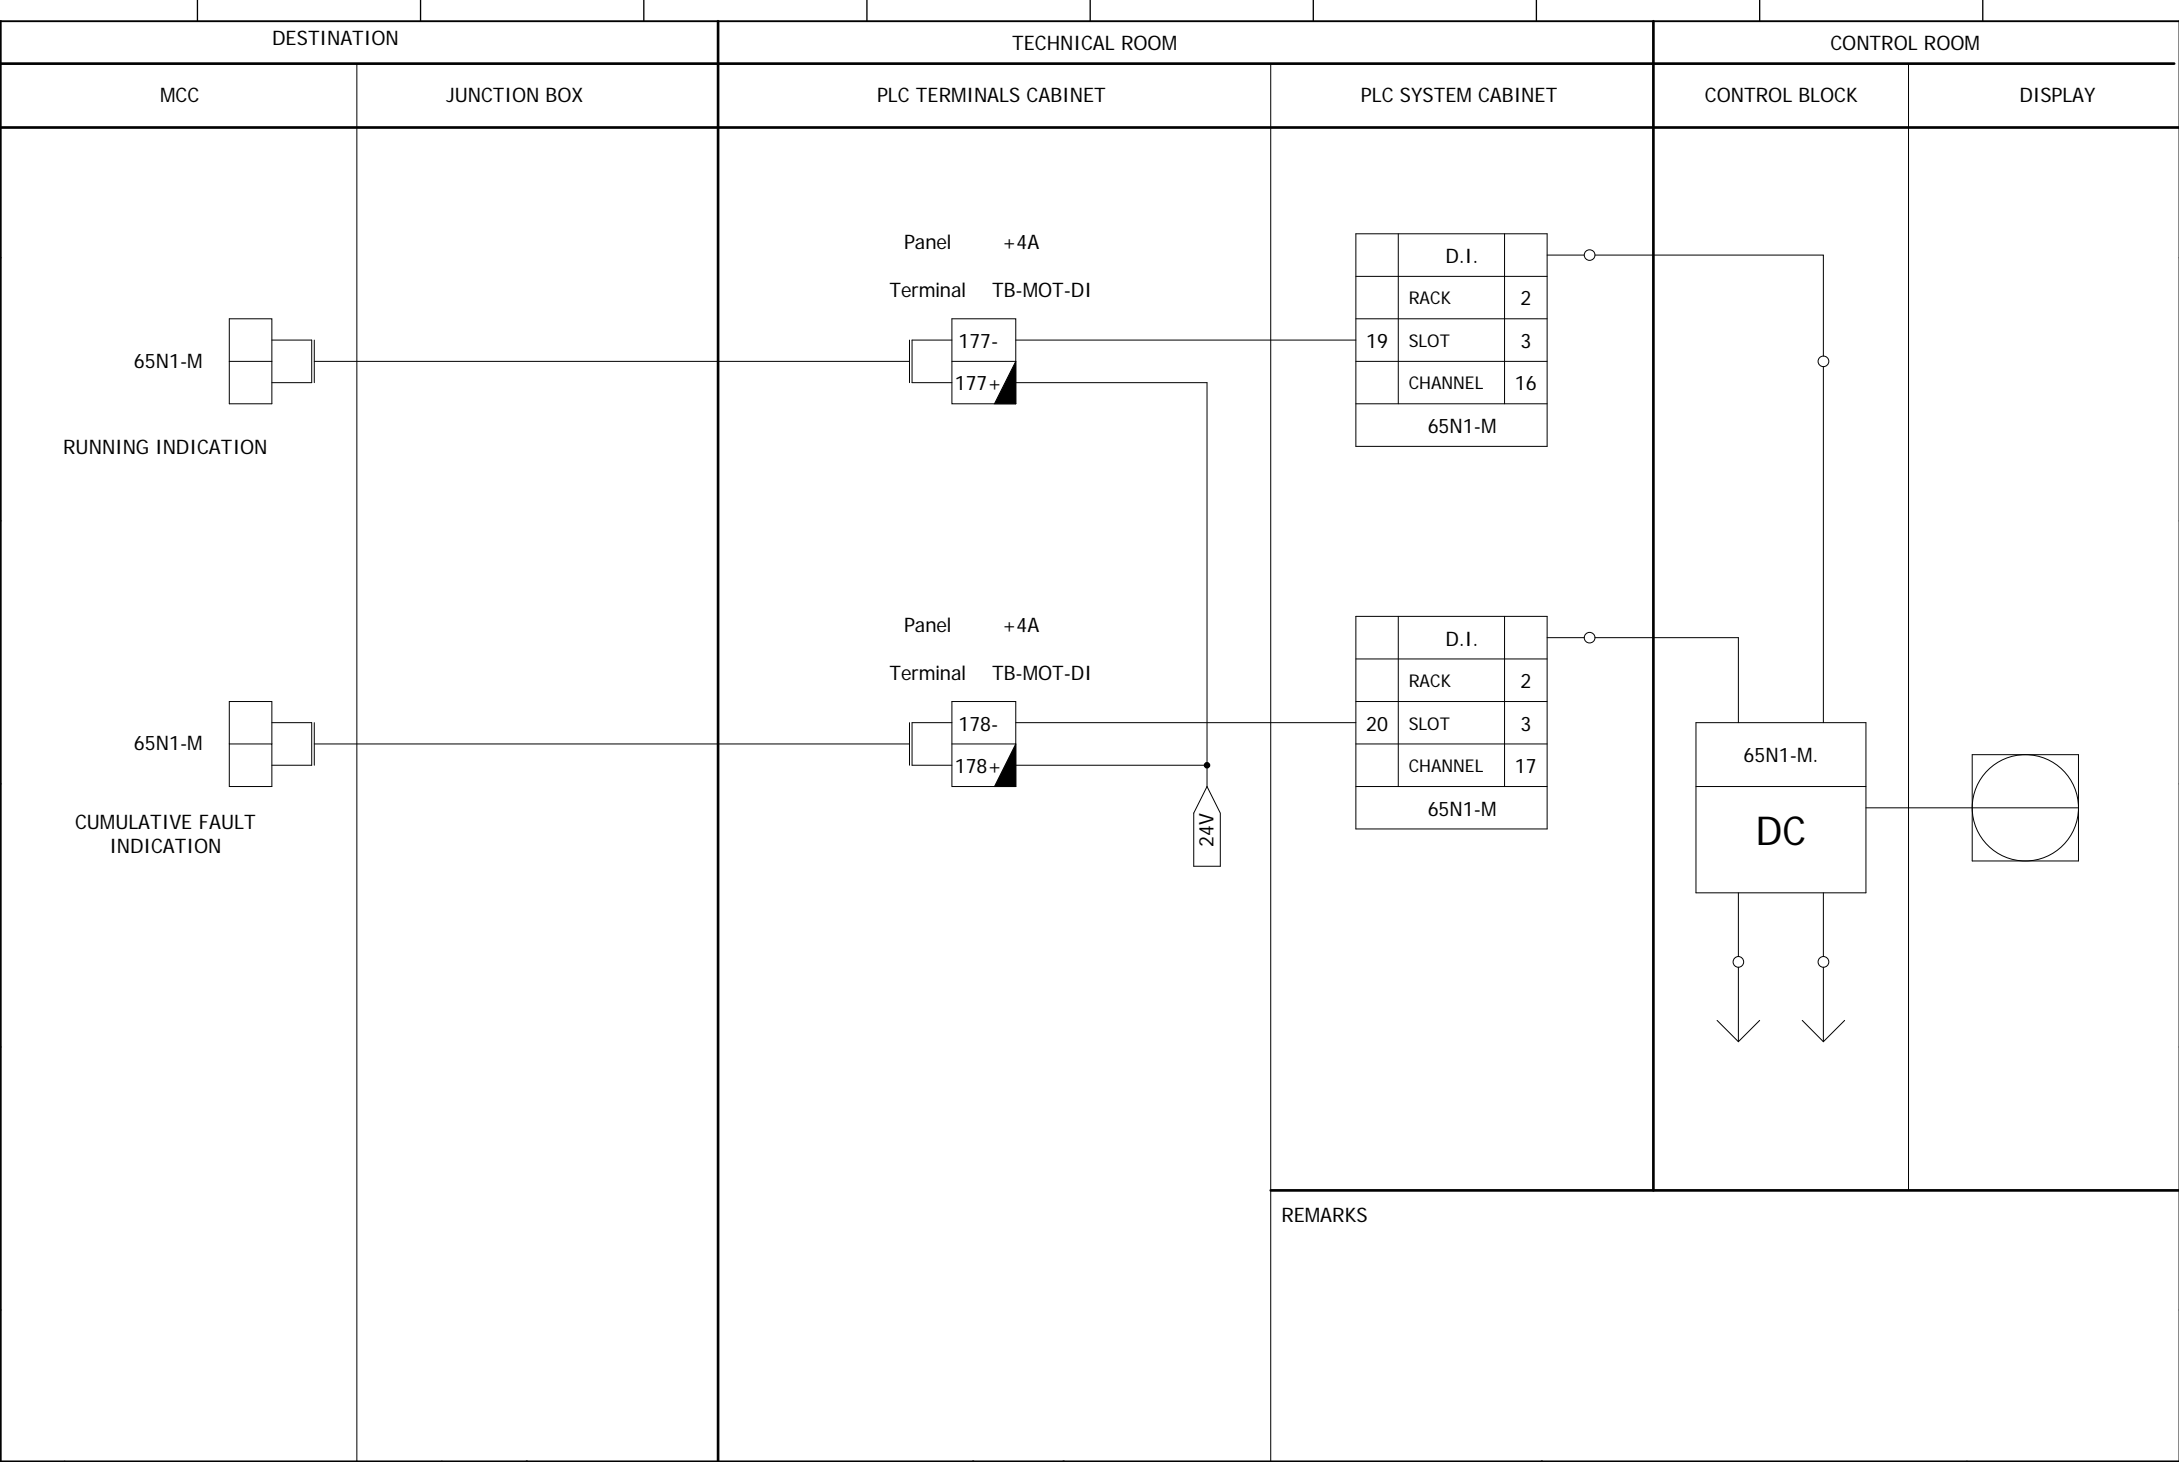 DESTINATION
TECHNICAL ROOM
CONTROL ROOM
MCC
JUNCTION BOX
PLC TERMINALS CABINET
PLC SYSTEM CABINET
CONTROL BLOCK
DISPLAY
Panel +4A
Terminal TB-MOT-DI
65N1-M
RUNNING INDICATION
177-
177+
D.I.
RACK 2
19 SLOT 3
CHANNEL 16
65N1-M
Panel +4A
Terminal TB-MOT-DI
65N1-M
CUMULATIVE FAULT
INDICATION
178-
178+
24V
D.I.
RACK 2
20 SLOT 3
CHANNEL 17
65N1-M
65N1-M.
DC
REMARKS